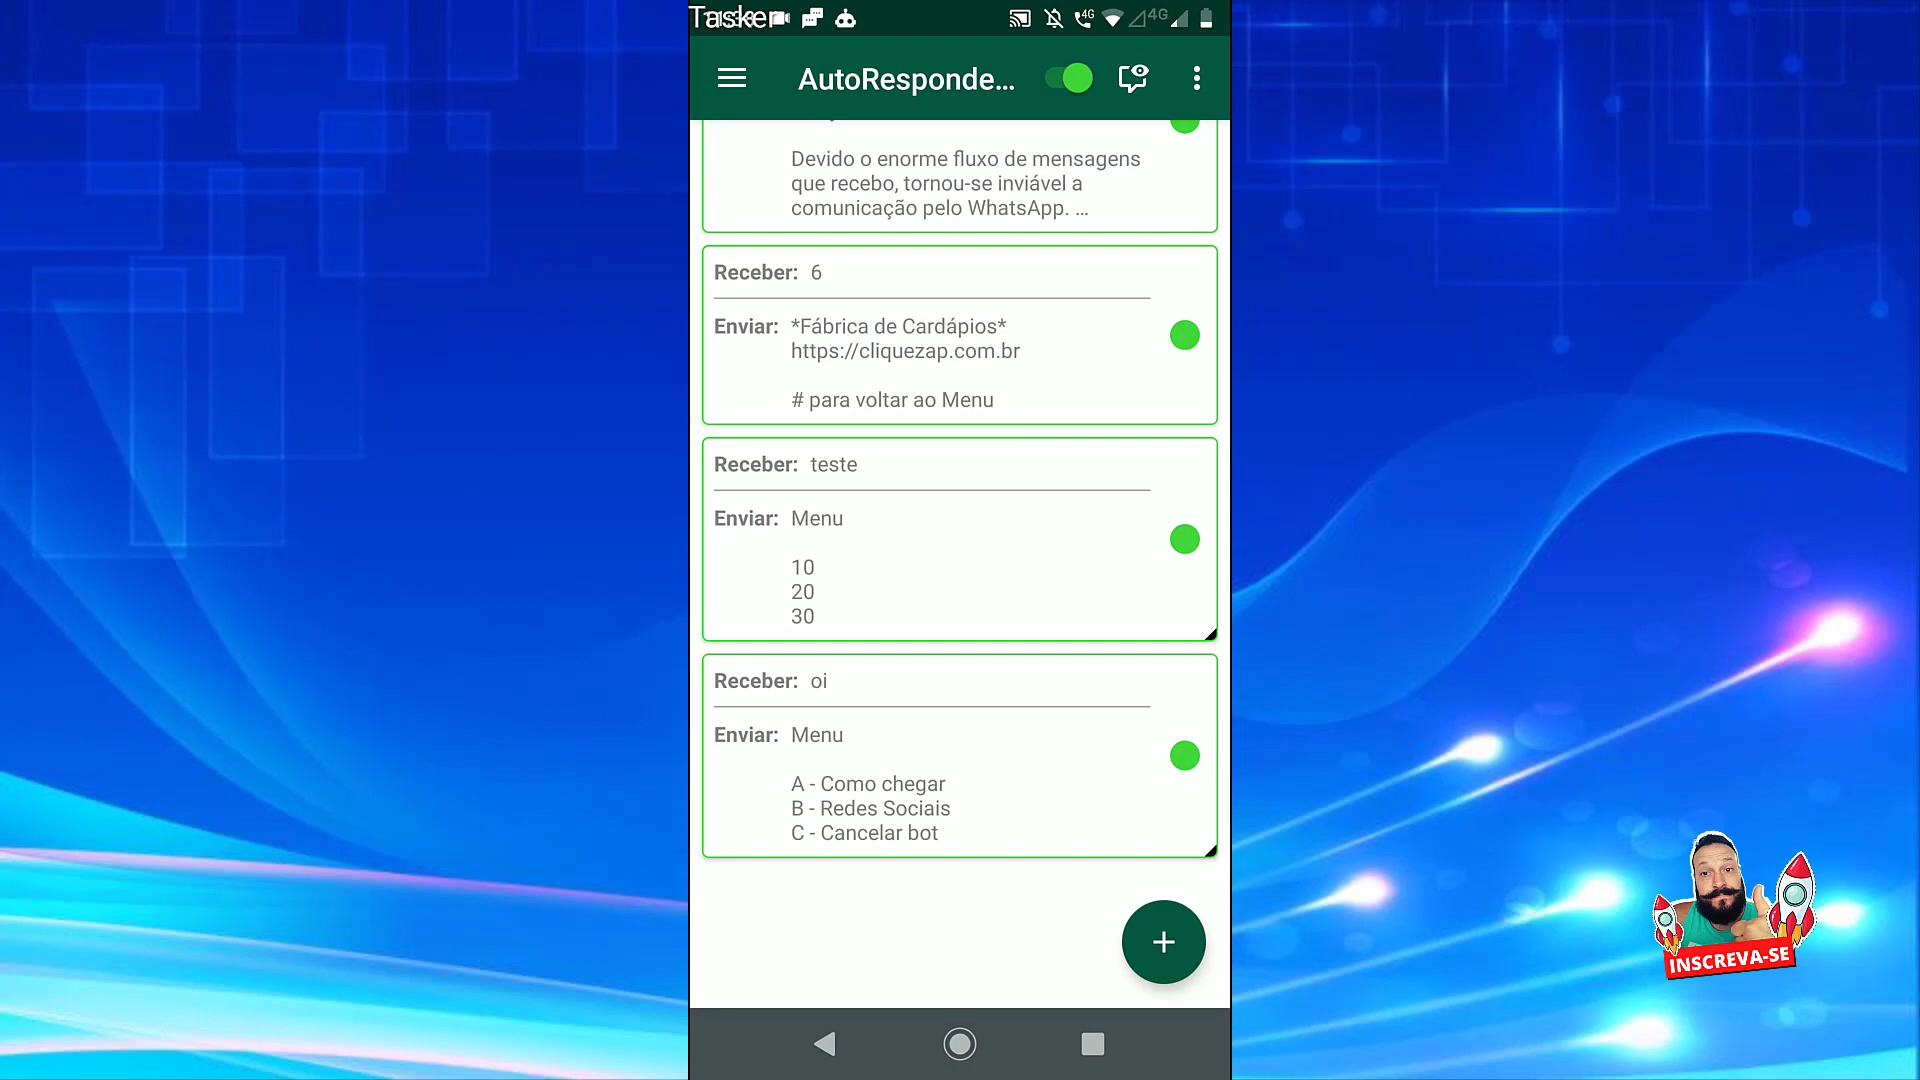 Tasker
4G
4G
AutoResponde...
Devido o enorme fluxo de mensagens
que recebo, tornou-se inviável a
comunicação pelo WhatsApp. ...
Receber: 6
Enviar: *Fábrica de Cardápios*
https://cliquezap.com.br
# para voltar ao Menu
Receber: teste
Enviar: Menu
10
20
30
Receber: oi
Enviar: Menu
A - Como chegar
B - Redes Sociais
C - Cancelar bot
INSCREVA-SE